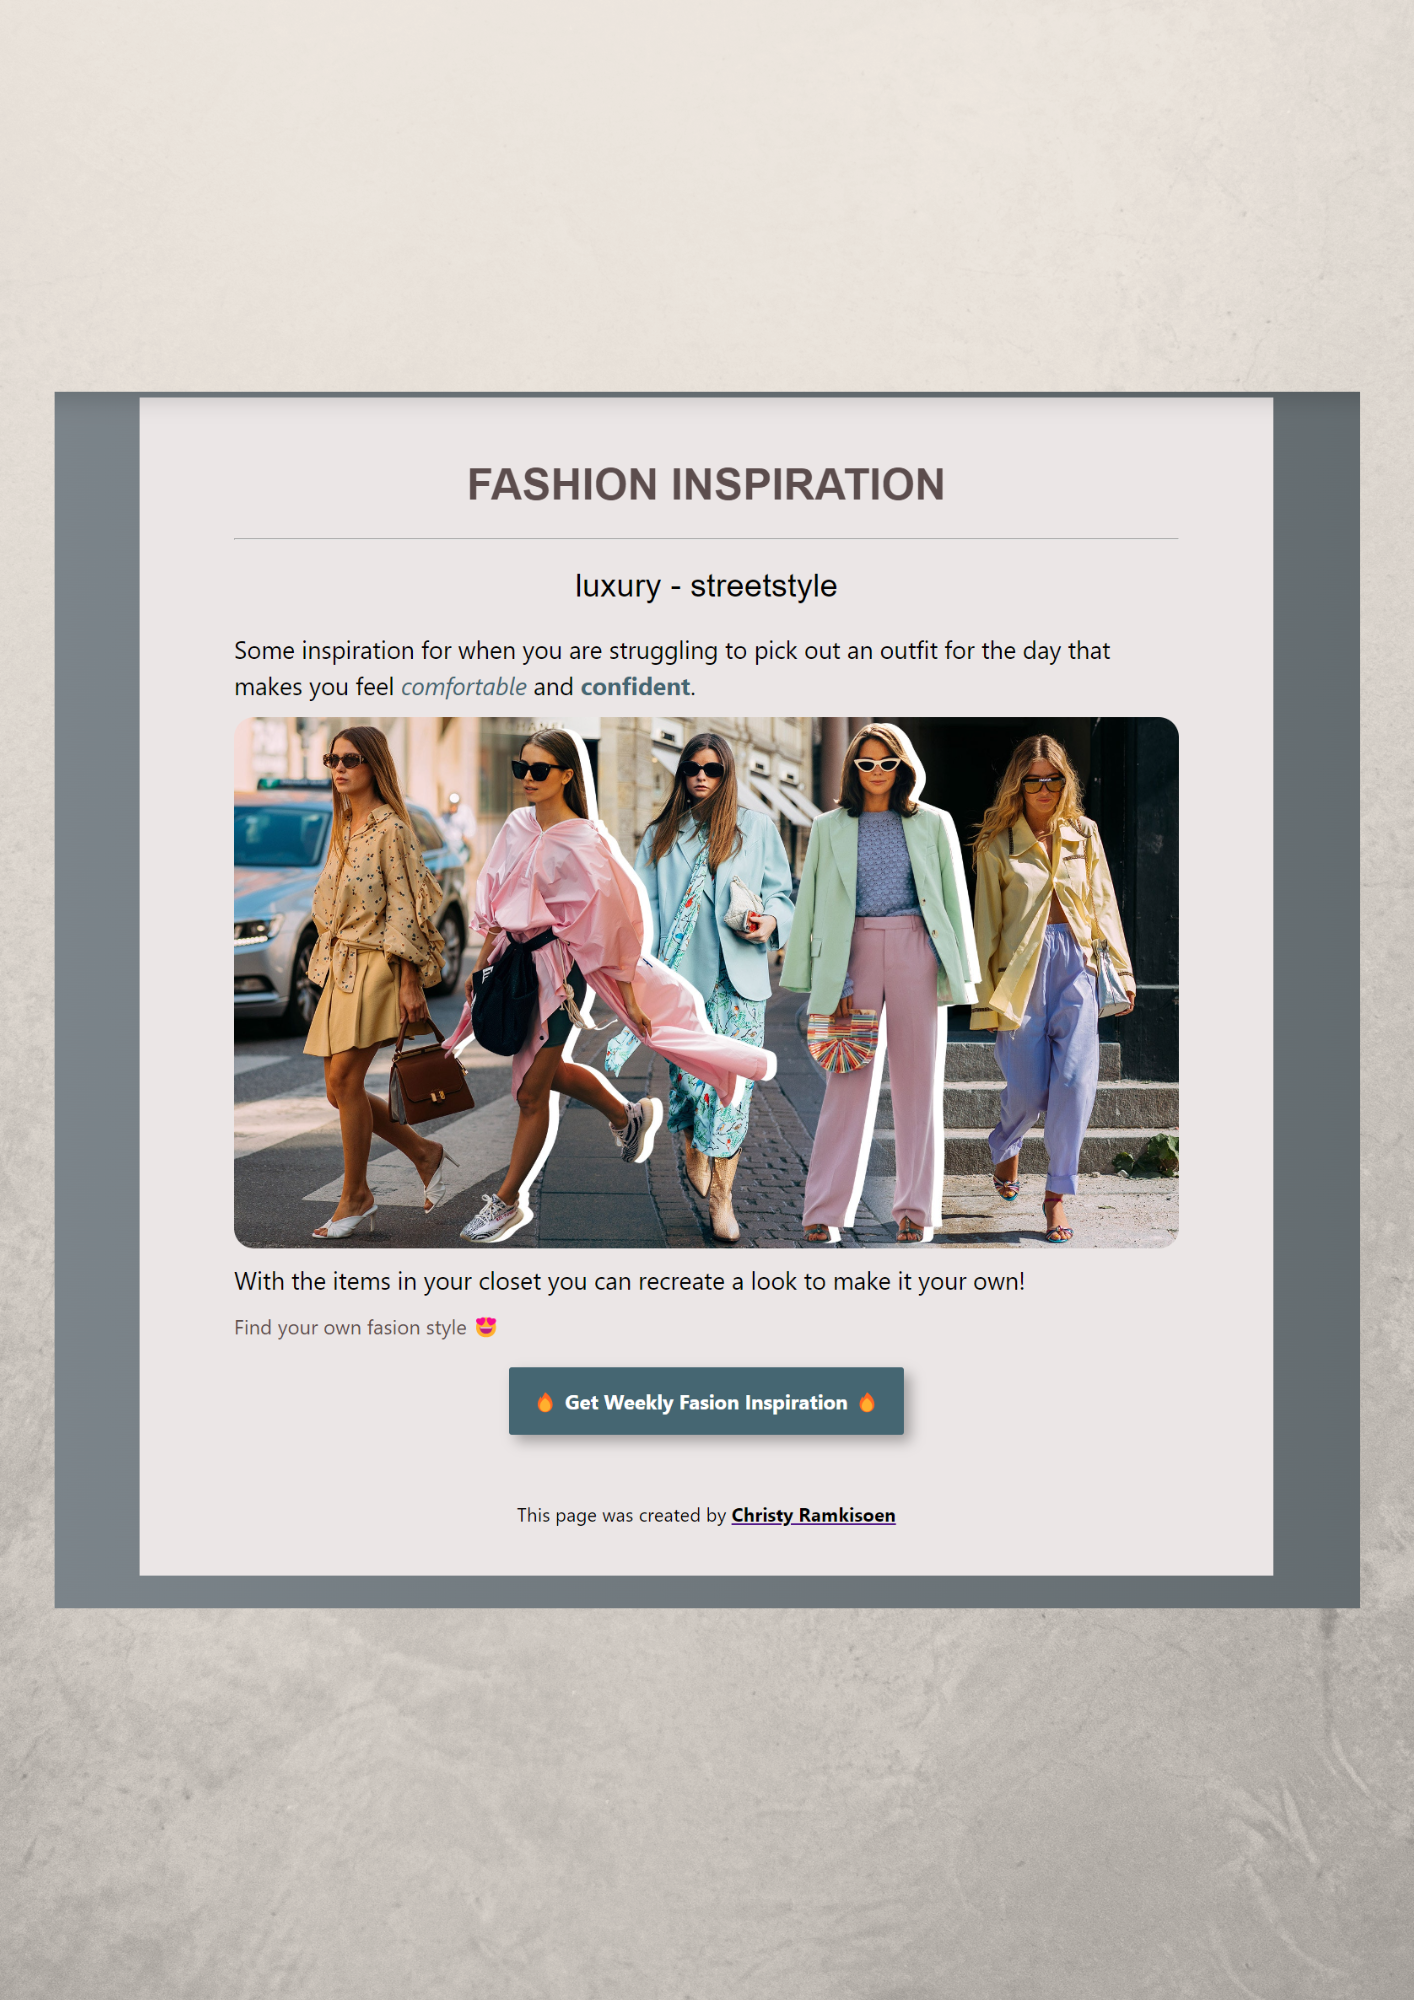 FASHION INSPIRATION
luxury - streetstyle
Some inspiration for when you are struggling to pick out an outfit for the day that
makes you feel comfortable and confident.
With the items in your closet you can recreate a look to make it your own!
Find your own fasion style 😍
🔥 Get Weekly Fasion Inspiration 🔥
This page was created by Christy Ramkisoen